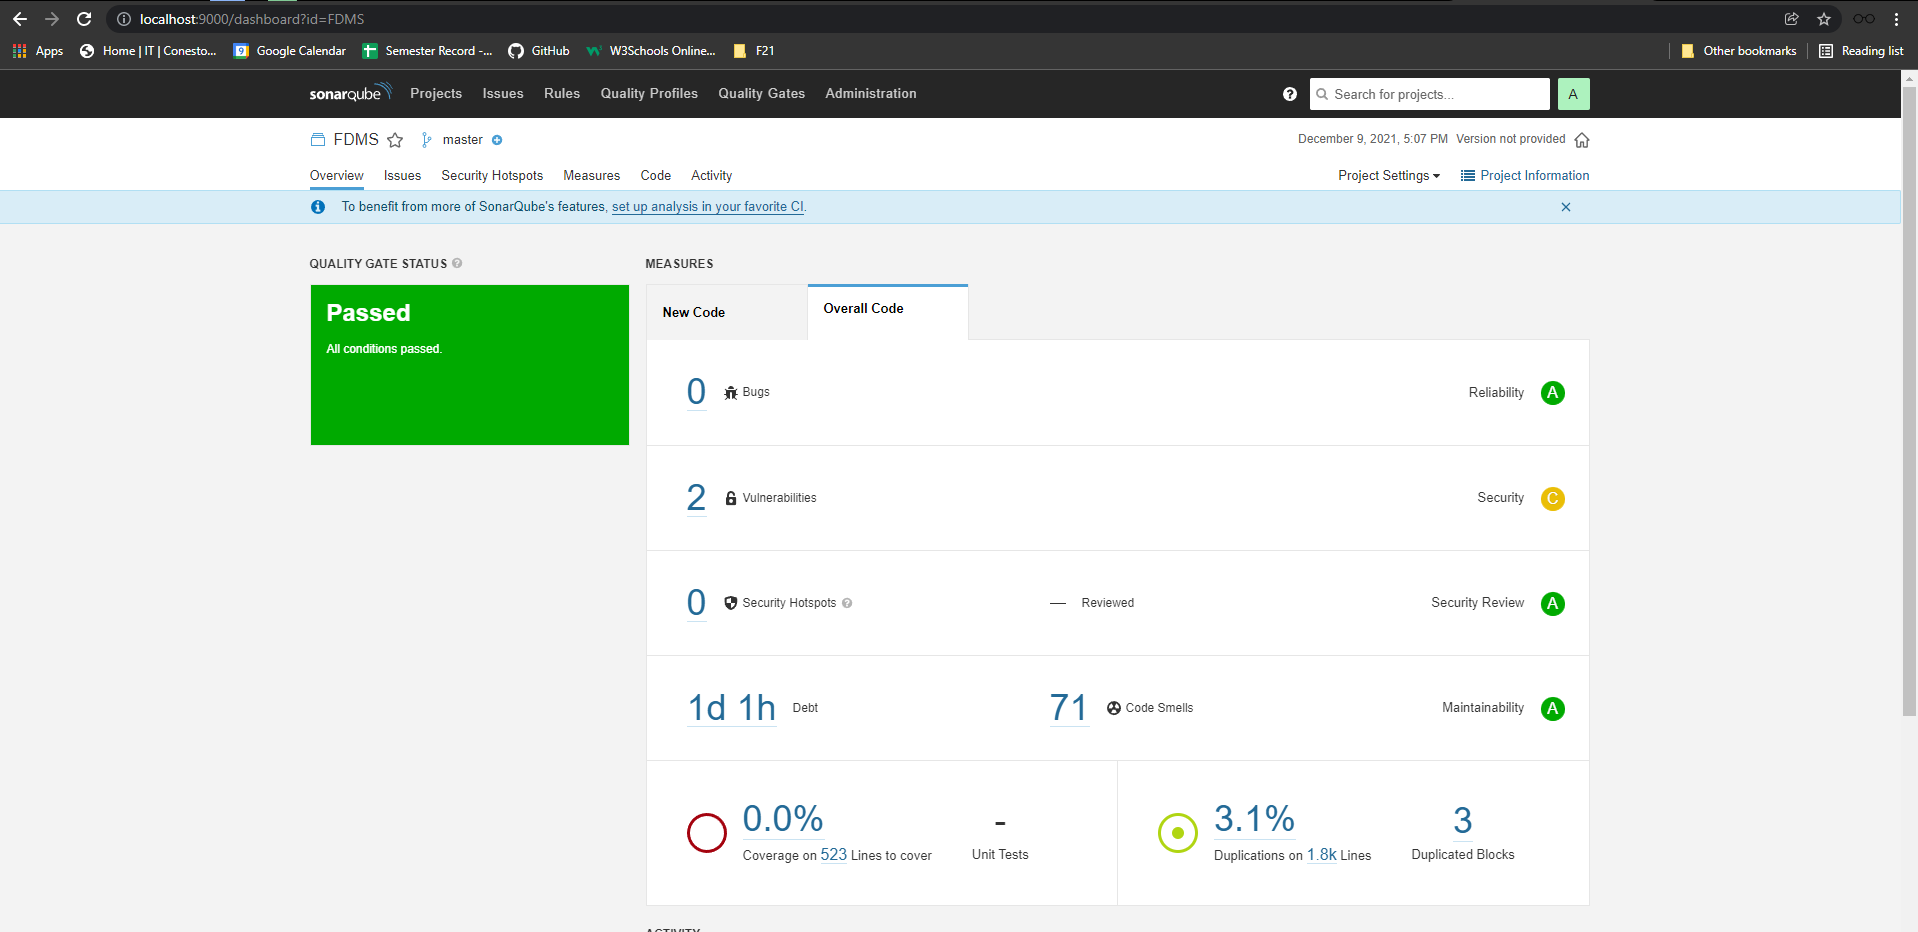 localhost:9000/dashboard?id=FDMS
Apps Home | IT | Conesto... 9 Google Calendar Semester Record -... GitHub W3Schools Online... F21 Other bookmarks Reading list
sonarqube Projects Issues Rules Quality Profiles Quality Gates Administration ? Search for projects... A
FDMS master December 9, 2021, 5:07 PM Version not provided
Overview Issues Security Hotspots Measures Code Activity Project Settings Project Information
To benefit from more of SonarQube's features, set up analysis in your favorite CI.
QUALITY GATE STATUS ? MEASURES
Passed
All conditions passed.
New Code Overall Code
0 Bugs Reliability A
2 Vulnerabilities Security C
0 Security Hotspots ? — Reviewed Security Review A
1d 1h Debt 71 Code Smells Maintainability A
0.0% - 3.1% 3
Coverage on 523 Lines to cover Unit Tests Duplications on 1.8k Lines Duplicated Blocks
ACTIVITY